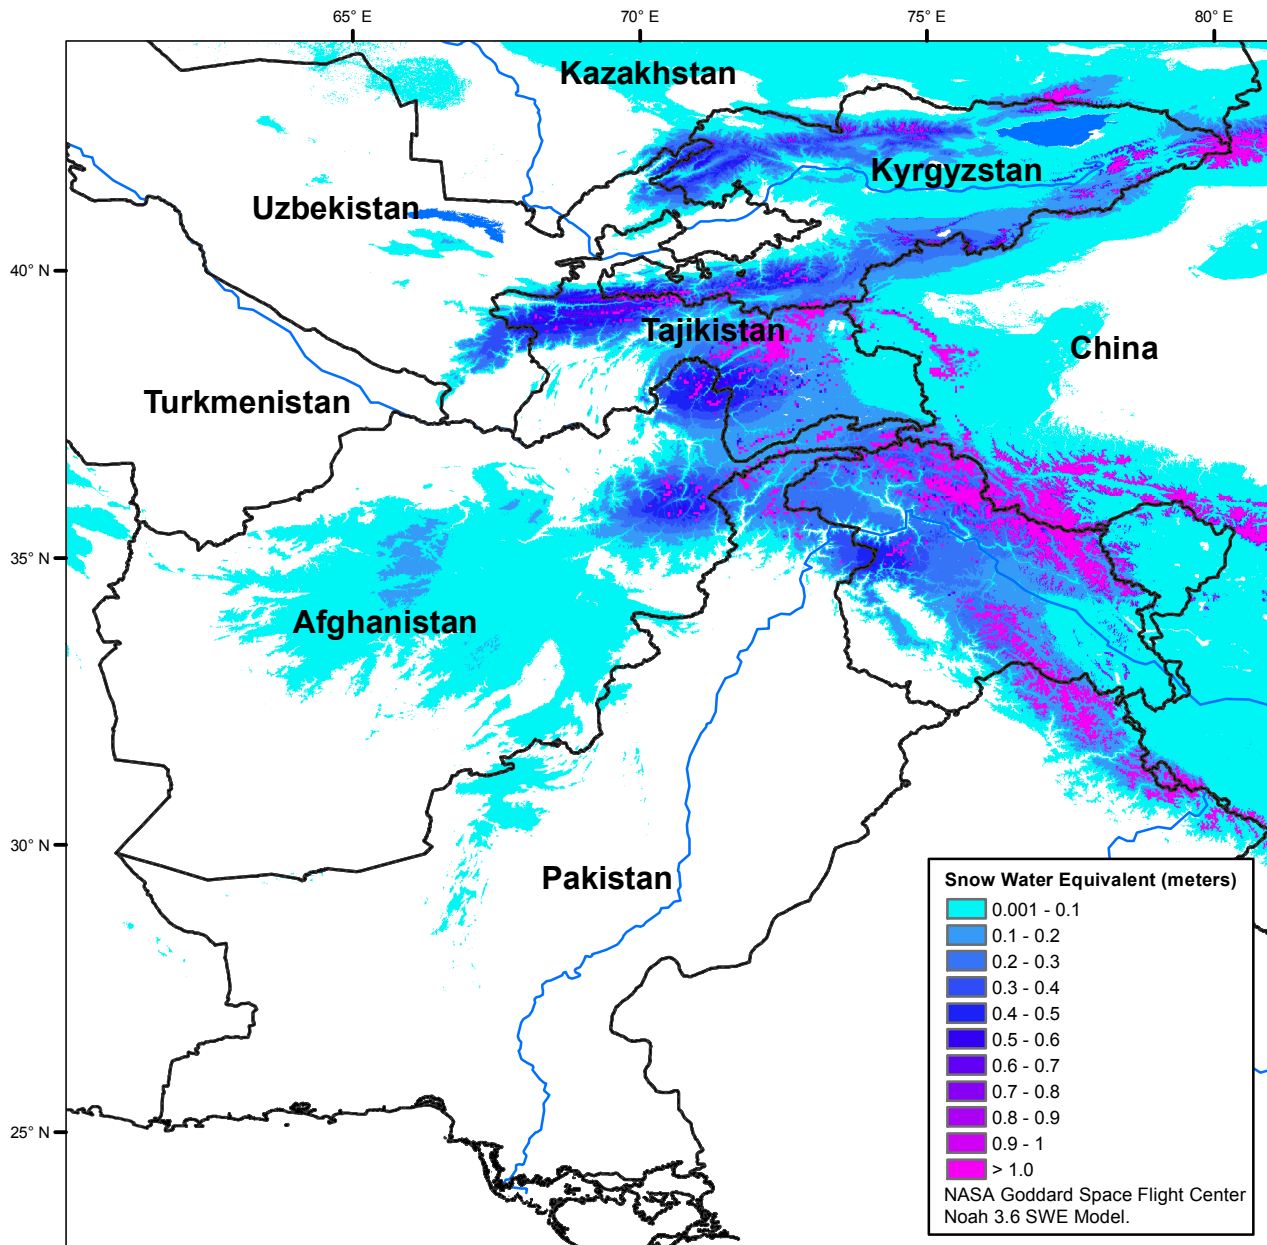 65° E 70° E 75° E 80° E
Kazakhstan
Kyrgyzstan
Uzbekistan
40° N
Tajikistan
China
Turkmenistan
35° N
Afghanistan
30° N
Pakistan
25° N
Snow Water Equivalent (meters)
0.001 - 0.1
0.1 - 0.2
0.2 - 0.3
0.3 - 0.4
0.4 - 0.5
0.5 - 0.6
0.6 - 0.7
0.7 - 0.8
0.8 - 0.9
0.9 - 1
> 1.0
NASA Goddard Space Flight Center
Noah 3.6 SWE Model.